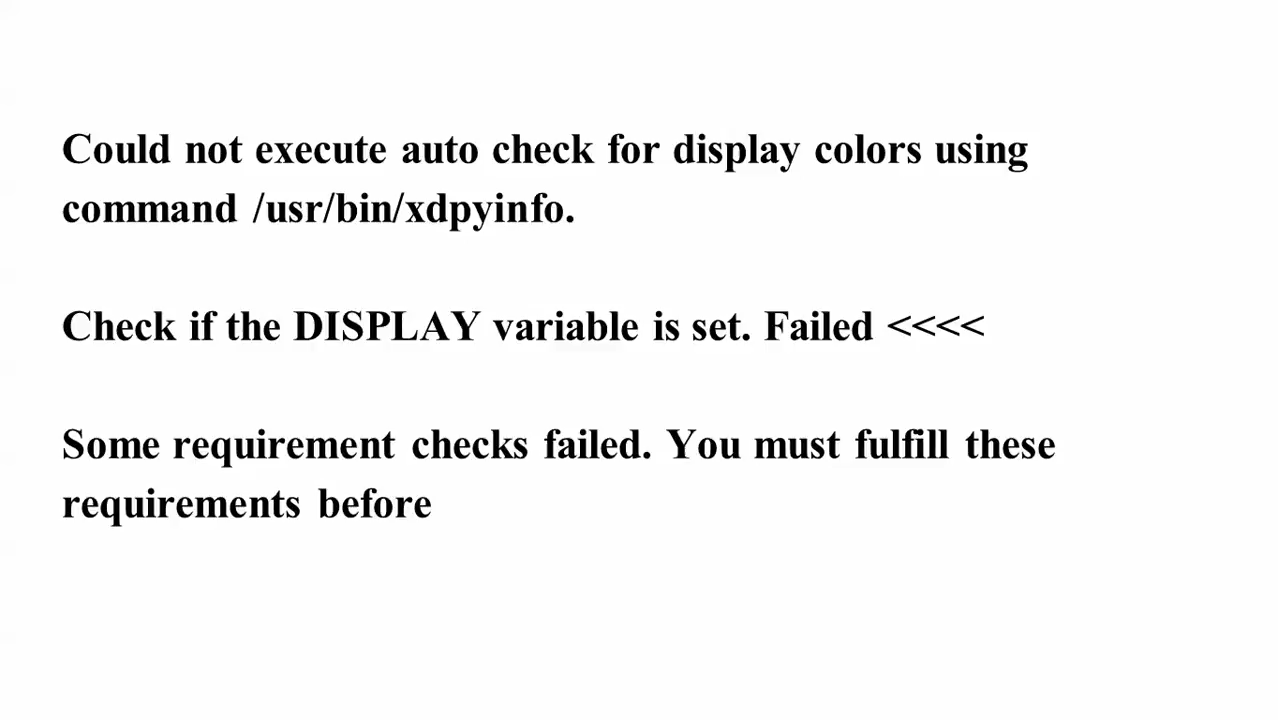 Could not execute auto check for display colors using
command /usr/bin/xdpyinfo.
Check if the DISPLAY variable is set. Failed <<<<
Some requirement checks failed. You must fulfill these
requirements before